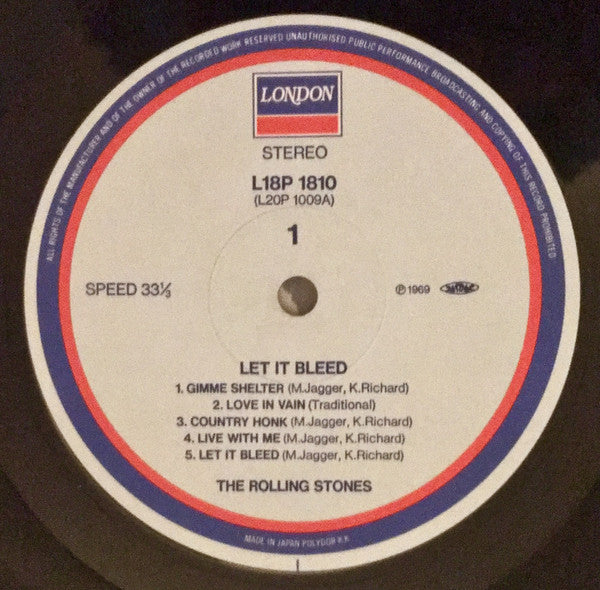 ALL RIGHTS OF THE MANUFACTURER AND OF THE OWNER OF THE RECORDED WORK RESERVED UNAUTHORISED PUBLIC PERFORMANCE BROADCASTING AND COPYING OF THIS RECORD PROHIBITED
LONDON
STEREO
L18P 1810
(L20P 1009A)
1
SPEED 33⅓
℗1969
LET IT BLEED
1. GIMME SHELTER (M.Jagger, K.Richard)
2. LOVE IN VAIN (Traditional)
3. COUNTRY HONK (M.Jagger, K.Richard)
4. LIVE WITH ME (M.Jagger, K.Richard)
5. LET IT BLEED (M.Jagger, K.Richard)
THE ROLLING STONES
MADE IN JAPAN POLYDOR K.K.